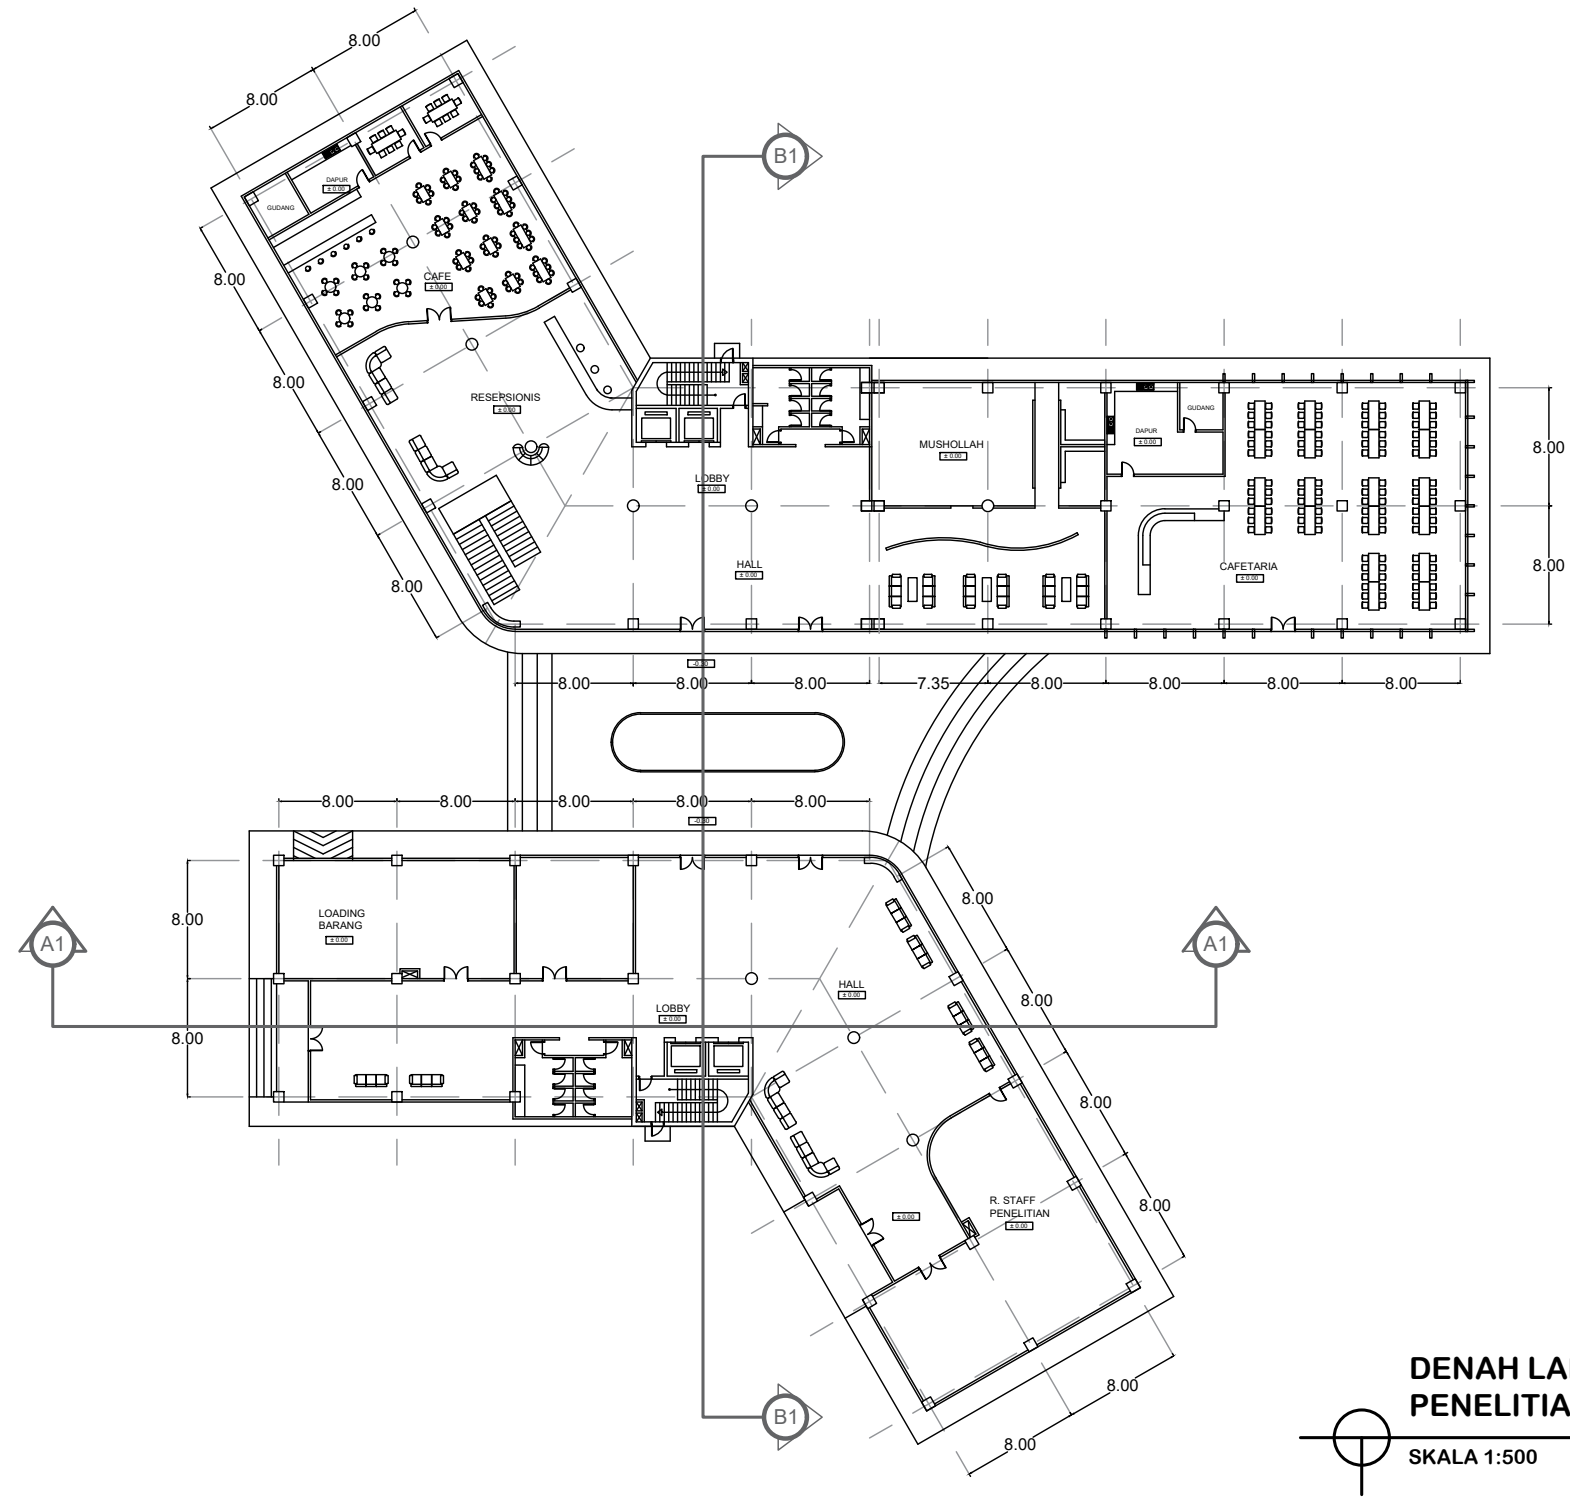 8.00
8.00
B1
DAPUR
± 0.00
GUDANG
8.00
CAFE
± 0.00
8.00
RESEPSIONIS
± 0.00
GUDANG
DAPUR
± 0.00
MUSHOLLAH
± 0.00
8.00
8.00
LOBBY
± 0.00
HALL
± 0.00
CAFETARIA
± 0.00
8.00
8.00
-0.30
8.00
8.00
8.00
7.35
8.00
8.00
8.00
8.00
8.00
8.00
8.00
8.00
8.00
-0.30
8.00
8.00
LOADING
BARANG
± 0.00
A1
A1
HALL
± 0.00
8.00
LOBBY
± 0.00
8.00
8.00
8.00
R. STAFF
PENELITIAN
± 0.00
± 0.00
8.00
8.00
B1
8.00
DENAH LA
PENELITIA
SKALA 1:500